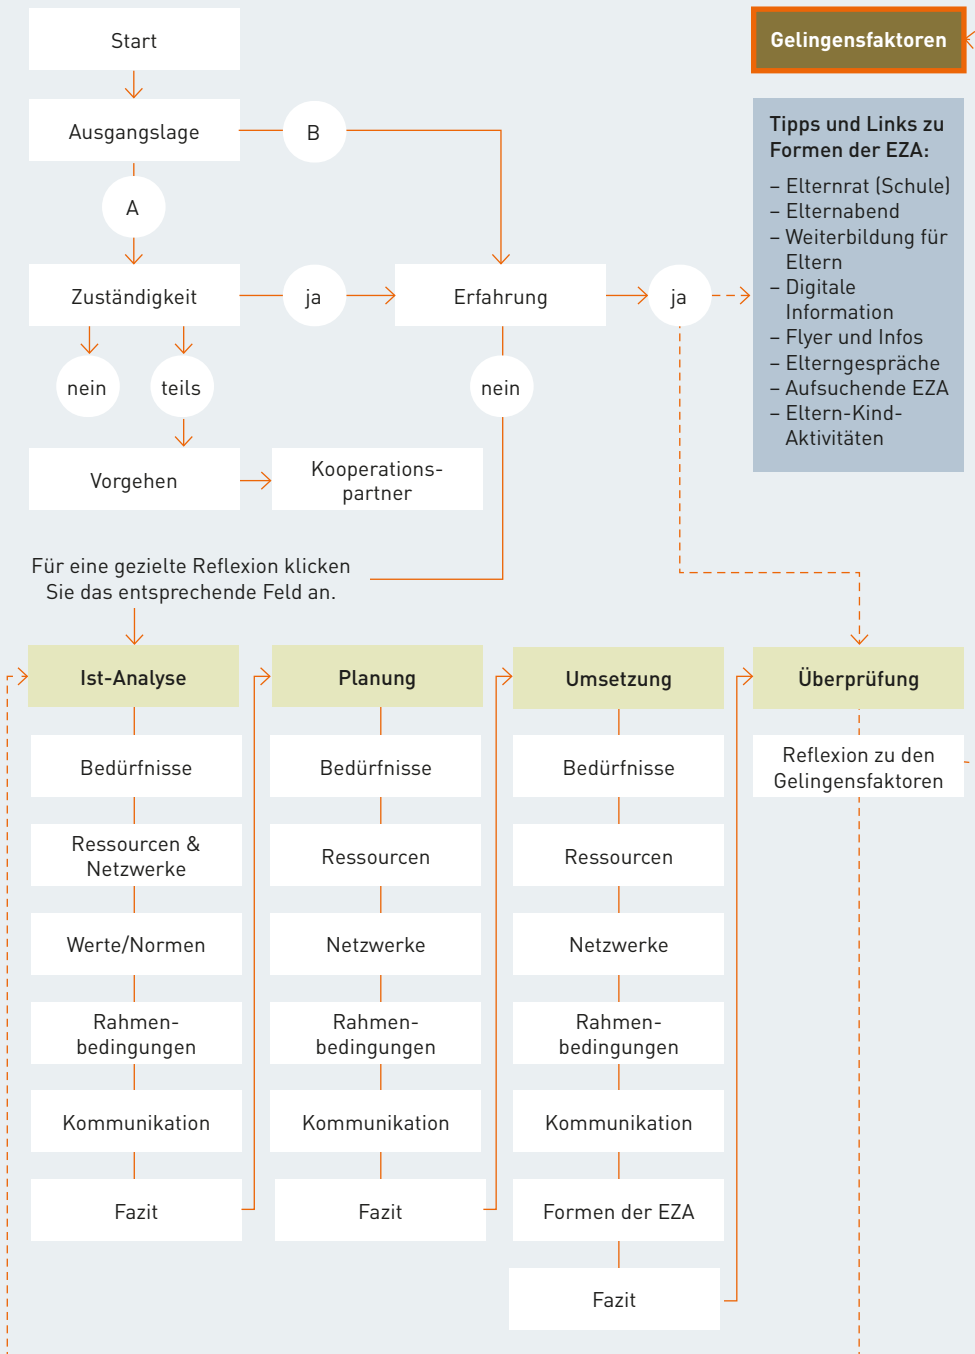 Start
Gelingensfaktoren
Ausgangslage
B
A
Tipps und Links zu
Formen der EZA:
– Elternrat (Schule)
– Elternabend
– Weiterbildung für
Eltern
– Digitale
Information
– Flyer und Infos
– Elterngespräche
– Aufsuchende EZA
– Eltern-Kind-
Aktivitäten
Zuständigkeit
ja
Erfahrung
ja
nein
teils
nein
Vorgehen
Kooperations-
partner
Für eine gezielte Reflexion klicken
Sie das entsprechende Feld an.
Ist-Analyse
Bedürfnisse
Ressourcen &
Netzwerke
Werte/Normen
Rahmen-
bedingungen
Kommunikation
Fazit
Planung
Bedürfnisse
Ressourcen
Netzwerke
Rahmen-
bedingungen
Kommunikation
Fazit
Umsetzung
Bedürfnisse
Ressourcen
Netzwerke
Rahmen-
bedingungen
Kommunikation
Formen der EZA
Fazit
Überprüfung
Reflexion zu den
Gelingensfaktoren